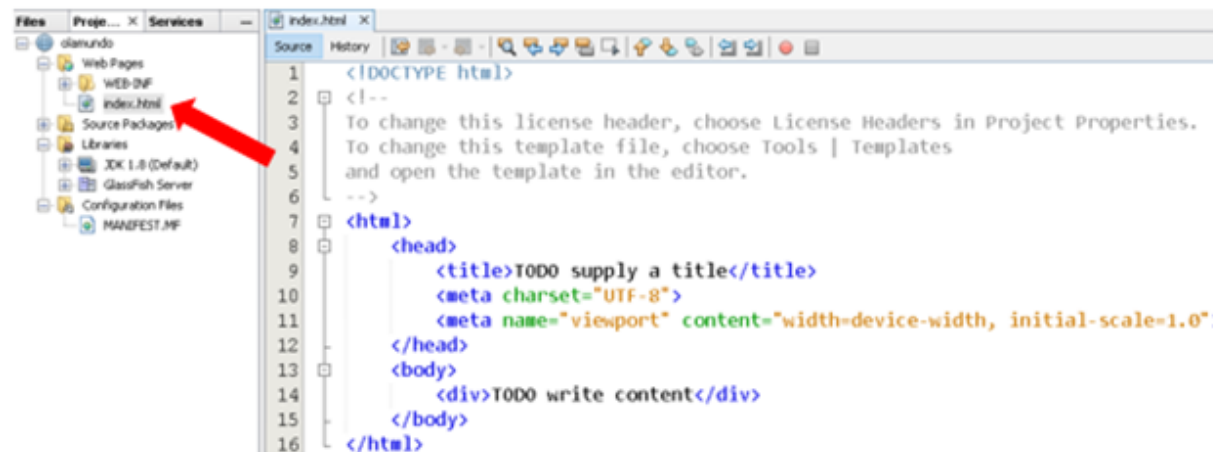 Files Proje... × Services
olamundo
Web Pages
WEB-INF
index.html
Source Packages
Libraries
JDK 1.8 (Default)
GlassFish Server
Configuration Files
MANIFEST.MF
index.html ×
Source History
1 <!DOCTYPE html>
2 <!--
3 To change this license header, choose License Headers in Project Properties.
4 To change this template file, choose Tools | Templates
5 and open the template in the editor.
6 -->
7 <html>
8 <head>
9 <title>TODO supply a title</title>
10 <meta charset="UTF-8">
11 <meta name="viewport" content="width=device-width, initial-scale=1.0"
12 </head>
13 <body>
14 <div>TODO write content</div>
15 </body>
16 </html>